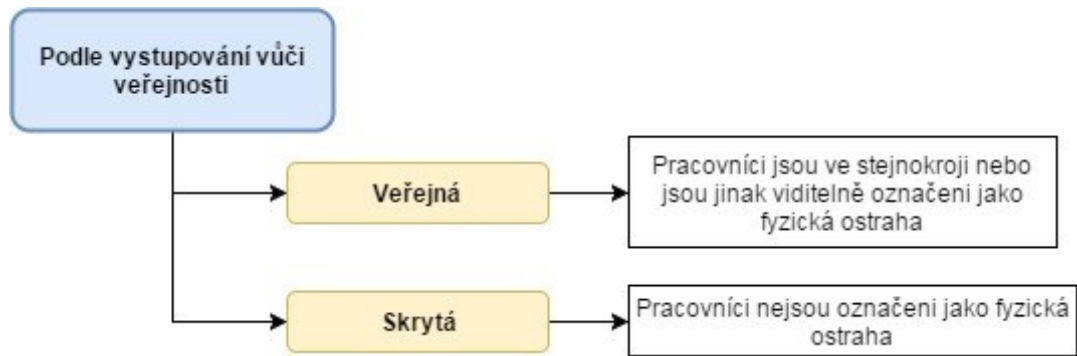 Podle vystupování vůči
veřejnosti
Veřejná
Pracovníci jsou ve stejnokroji nebo
jsou jinak viditelně označeni jako
fyzická ostraha
Skrytá
Pracovníci nejsou označeni jako fyzická
ostraha